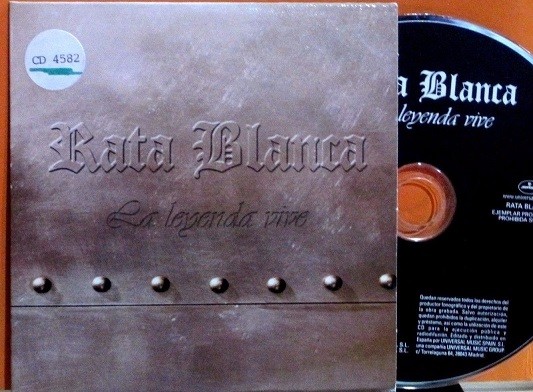 CD 4582
Rata Blanca
La leyenda vive
a Blanca
leyenda vive
RATA BL
EJEMPLAR PRO
PROHIBIDA S
Quedan reservados todos los derechos del
productor fonográfico y del propietario de
la obra grabada. Salvo autorización,
quedan prohibidos la duplicación, alquiler
y préstamo, así como la utilización de este
CD para la ejecución pública y
radiodifusión. Editado y distribuido en
España por UNIVERSAL MUSIC SPAIN S.L.
una compañía UNIVERSAL MUSIC GROUP
c/ Torrelaguna 64, 28043 Madrid.
S.L.
S.L.